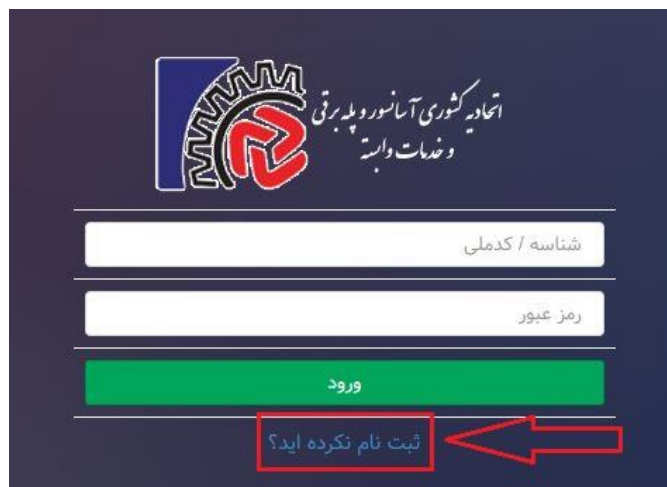 اتحادیه کشوری آسانسور و پله برقی
و خدمات وابسته
شناسه / کدملی
رمز عبور
ورود
ثبت نام نکرده اید؟